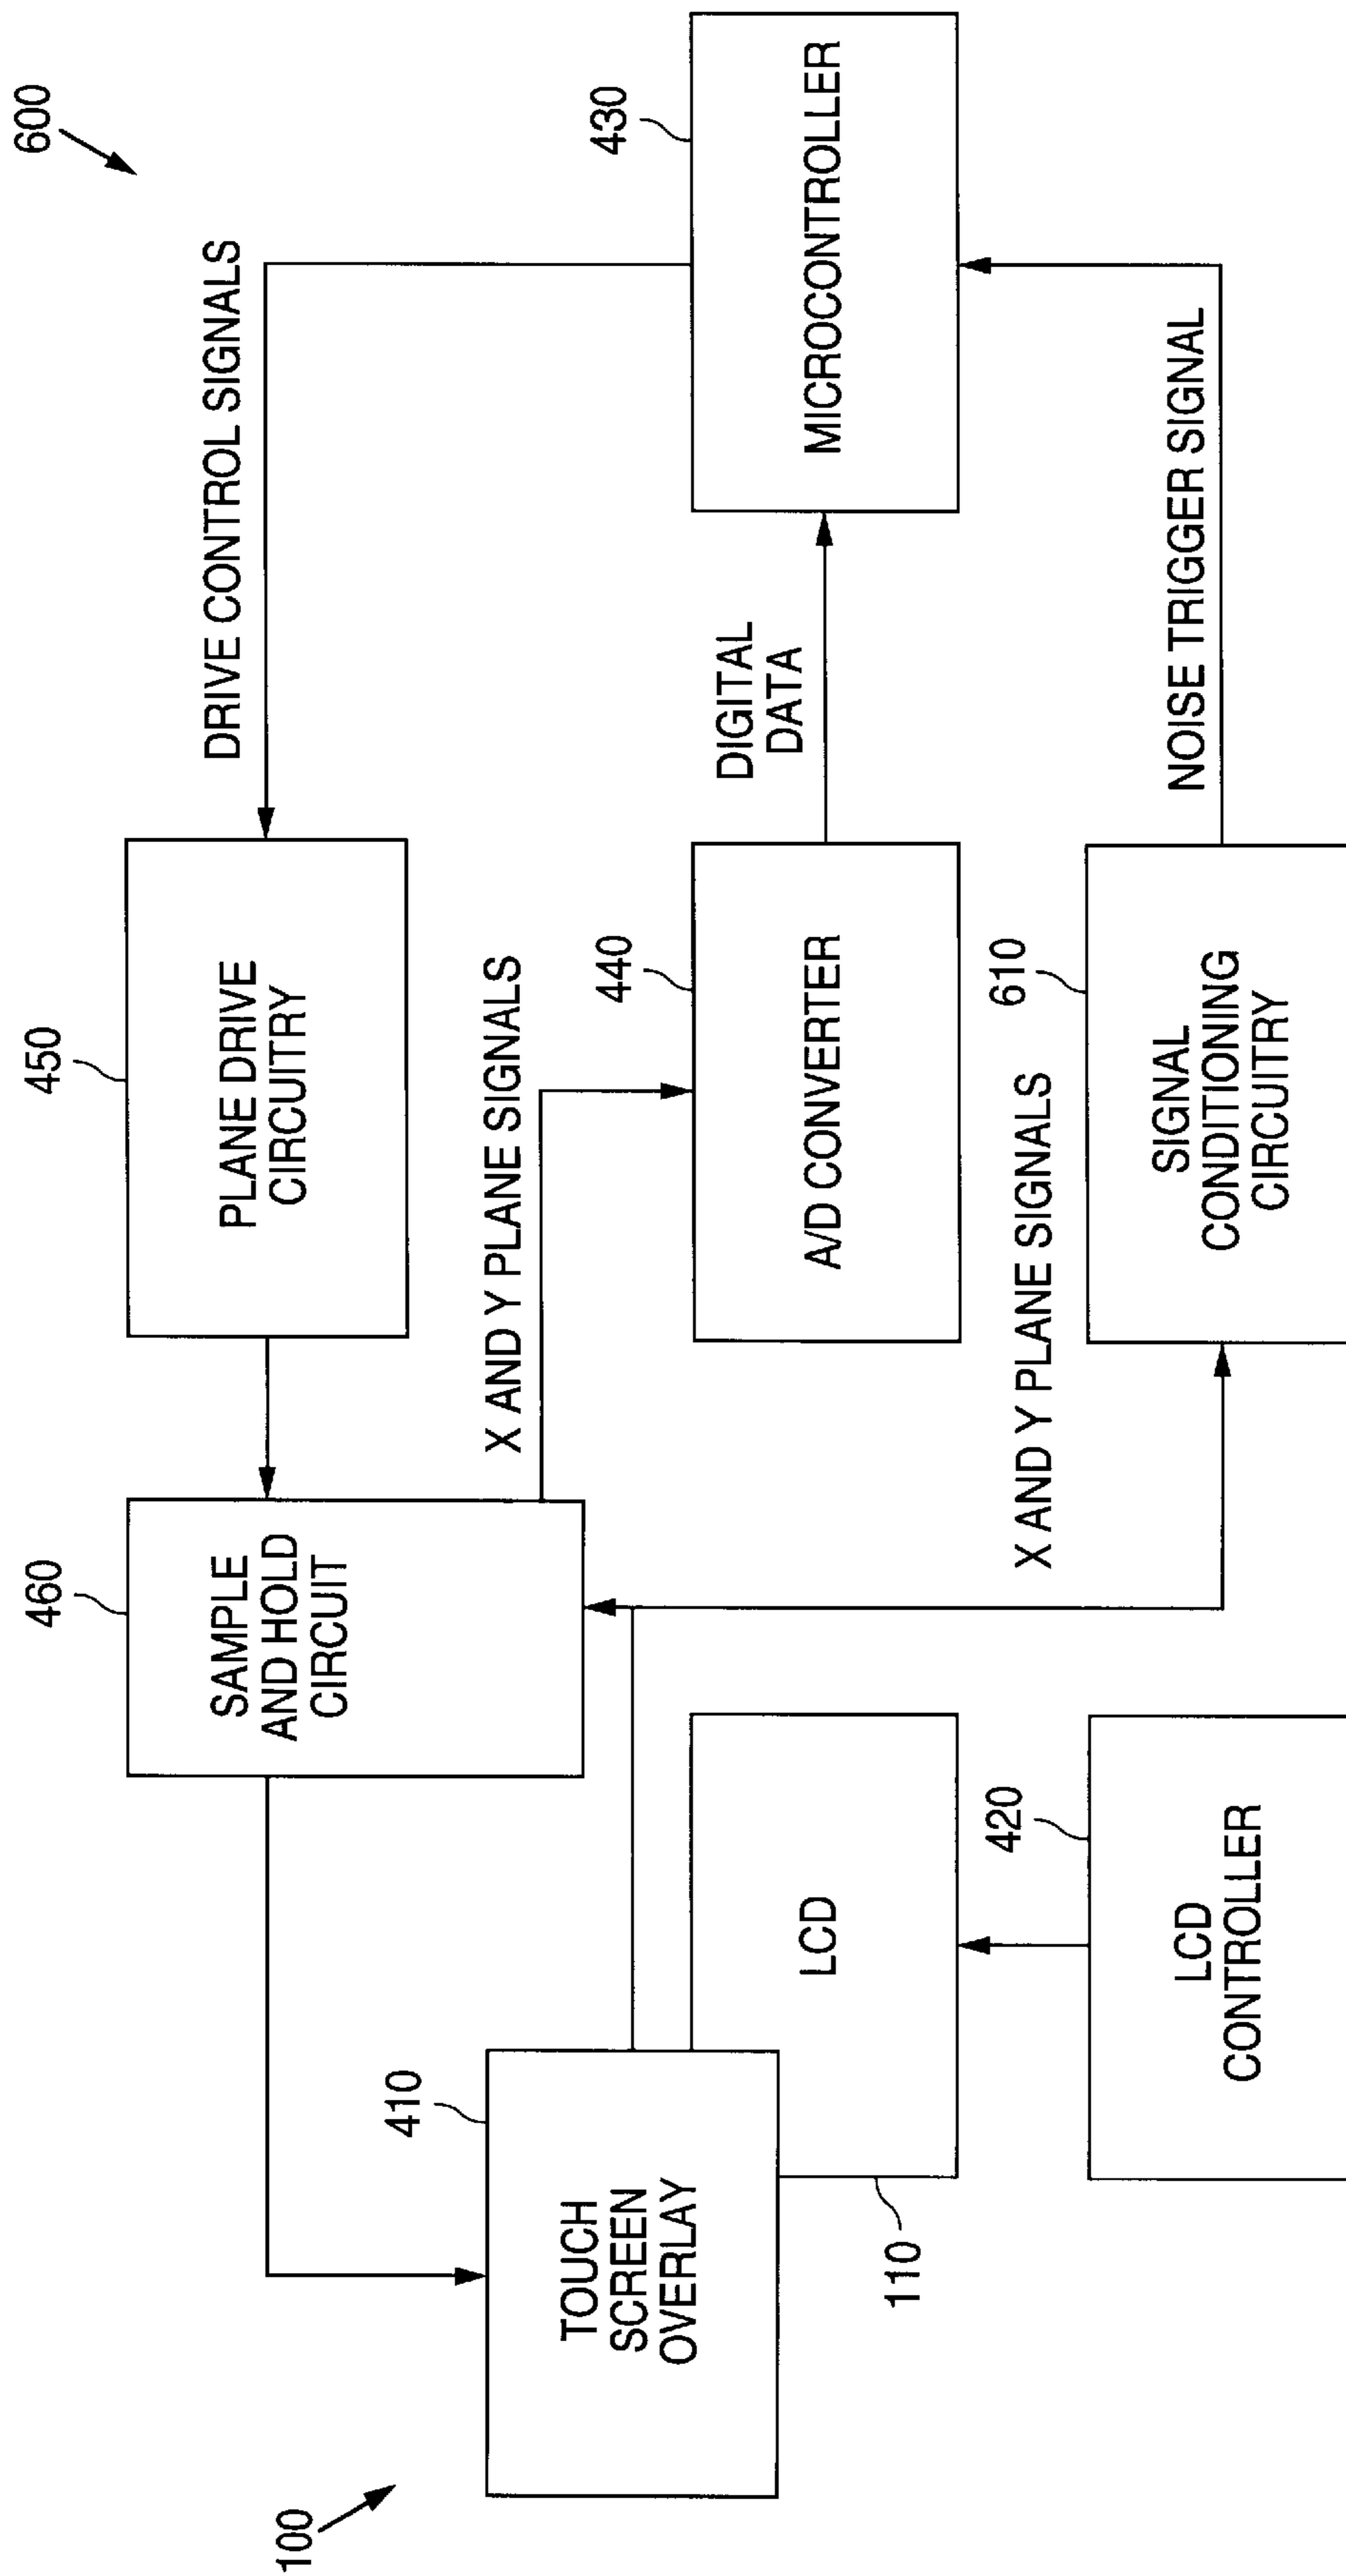 600
DRIVE CONTROL SIGNALS
450
PLANE DRIVE
CIRCUITRY
460
SAMPLE
AND HOLD
CIRCUIT
X AND Y PLANE SIGNALS
430
MICROCONTROLLER
DIGITAL
DATA
440
A/D CONVERTER
100
410
TOUCH
SCREEN
OVERLAY
LCD
110
X AND Y PLANE SIGNALS
NOISE TRIGGER SIGNAL
610
SIGNAL
CONDITIONING
CIRCUITRY
420
LCD
CONTROLLER